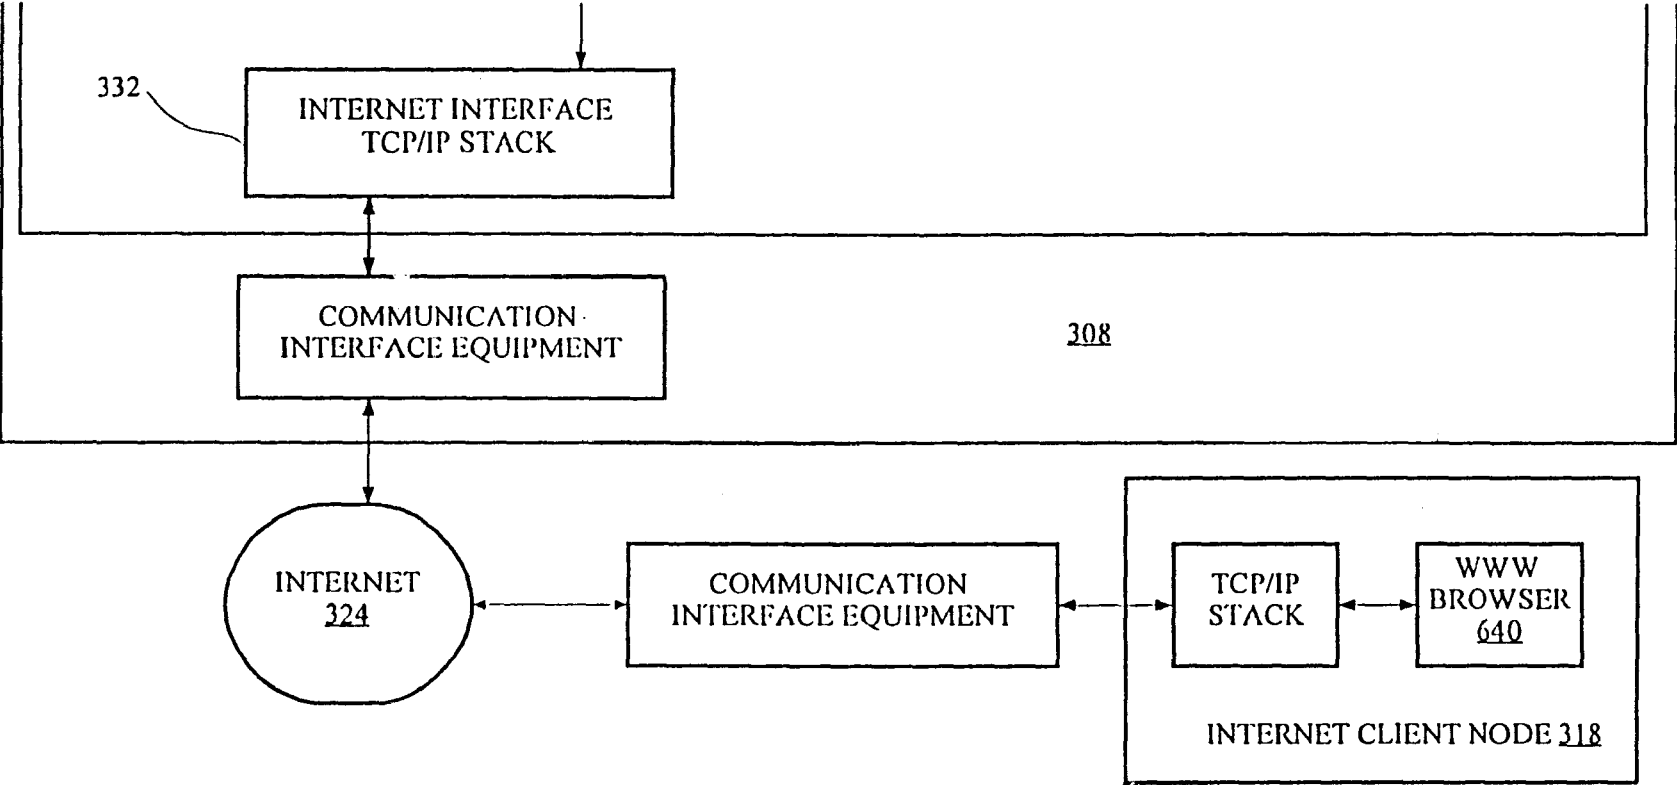 332
INTERNET INTERFACE
TCP/IP STACK
COMMUNICATION
INTERFACE EQUIPMENT
308
INTERNET
324
COMMUNICATION
INTERFACE EQUIPMENT
TCP/IP
STACK
WWW
BROWSER
640
INTERNET CLIENT NODE 318